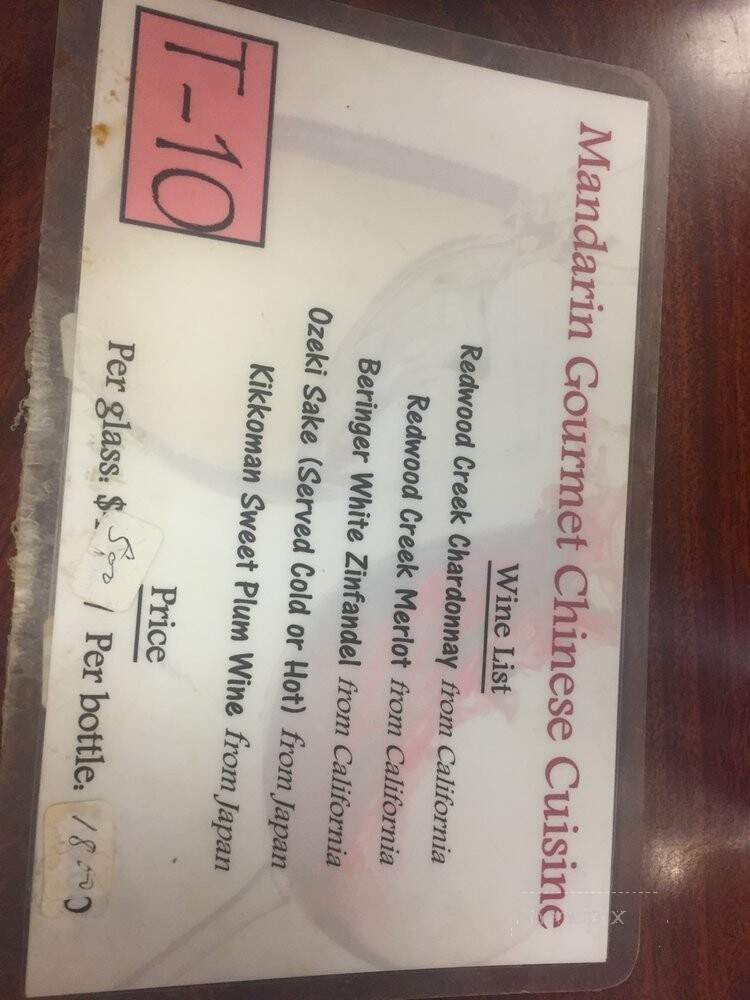 T-10
Mandarin Gourmet Chinese Cuisine
Wine List
Redwood Creek Chardonnay from California
Redwood Creek Merlot from California
Beringer White Zinfandel from California
Ozeki Sake (Served Cold or Hot) from Japan
Kikkoman Sweet Plum Wine from Japan
Price
Per glass: $ 5.00 / Per bottle: 18.00